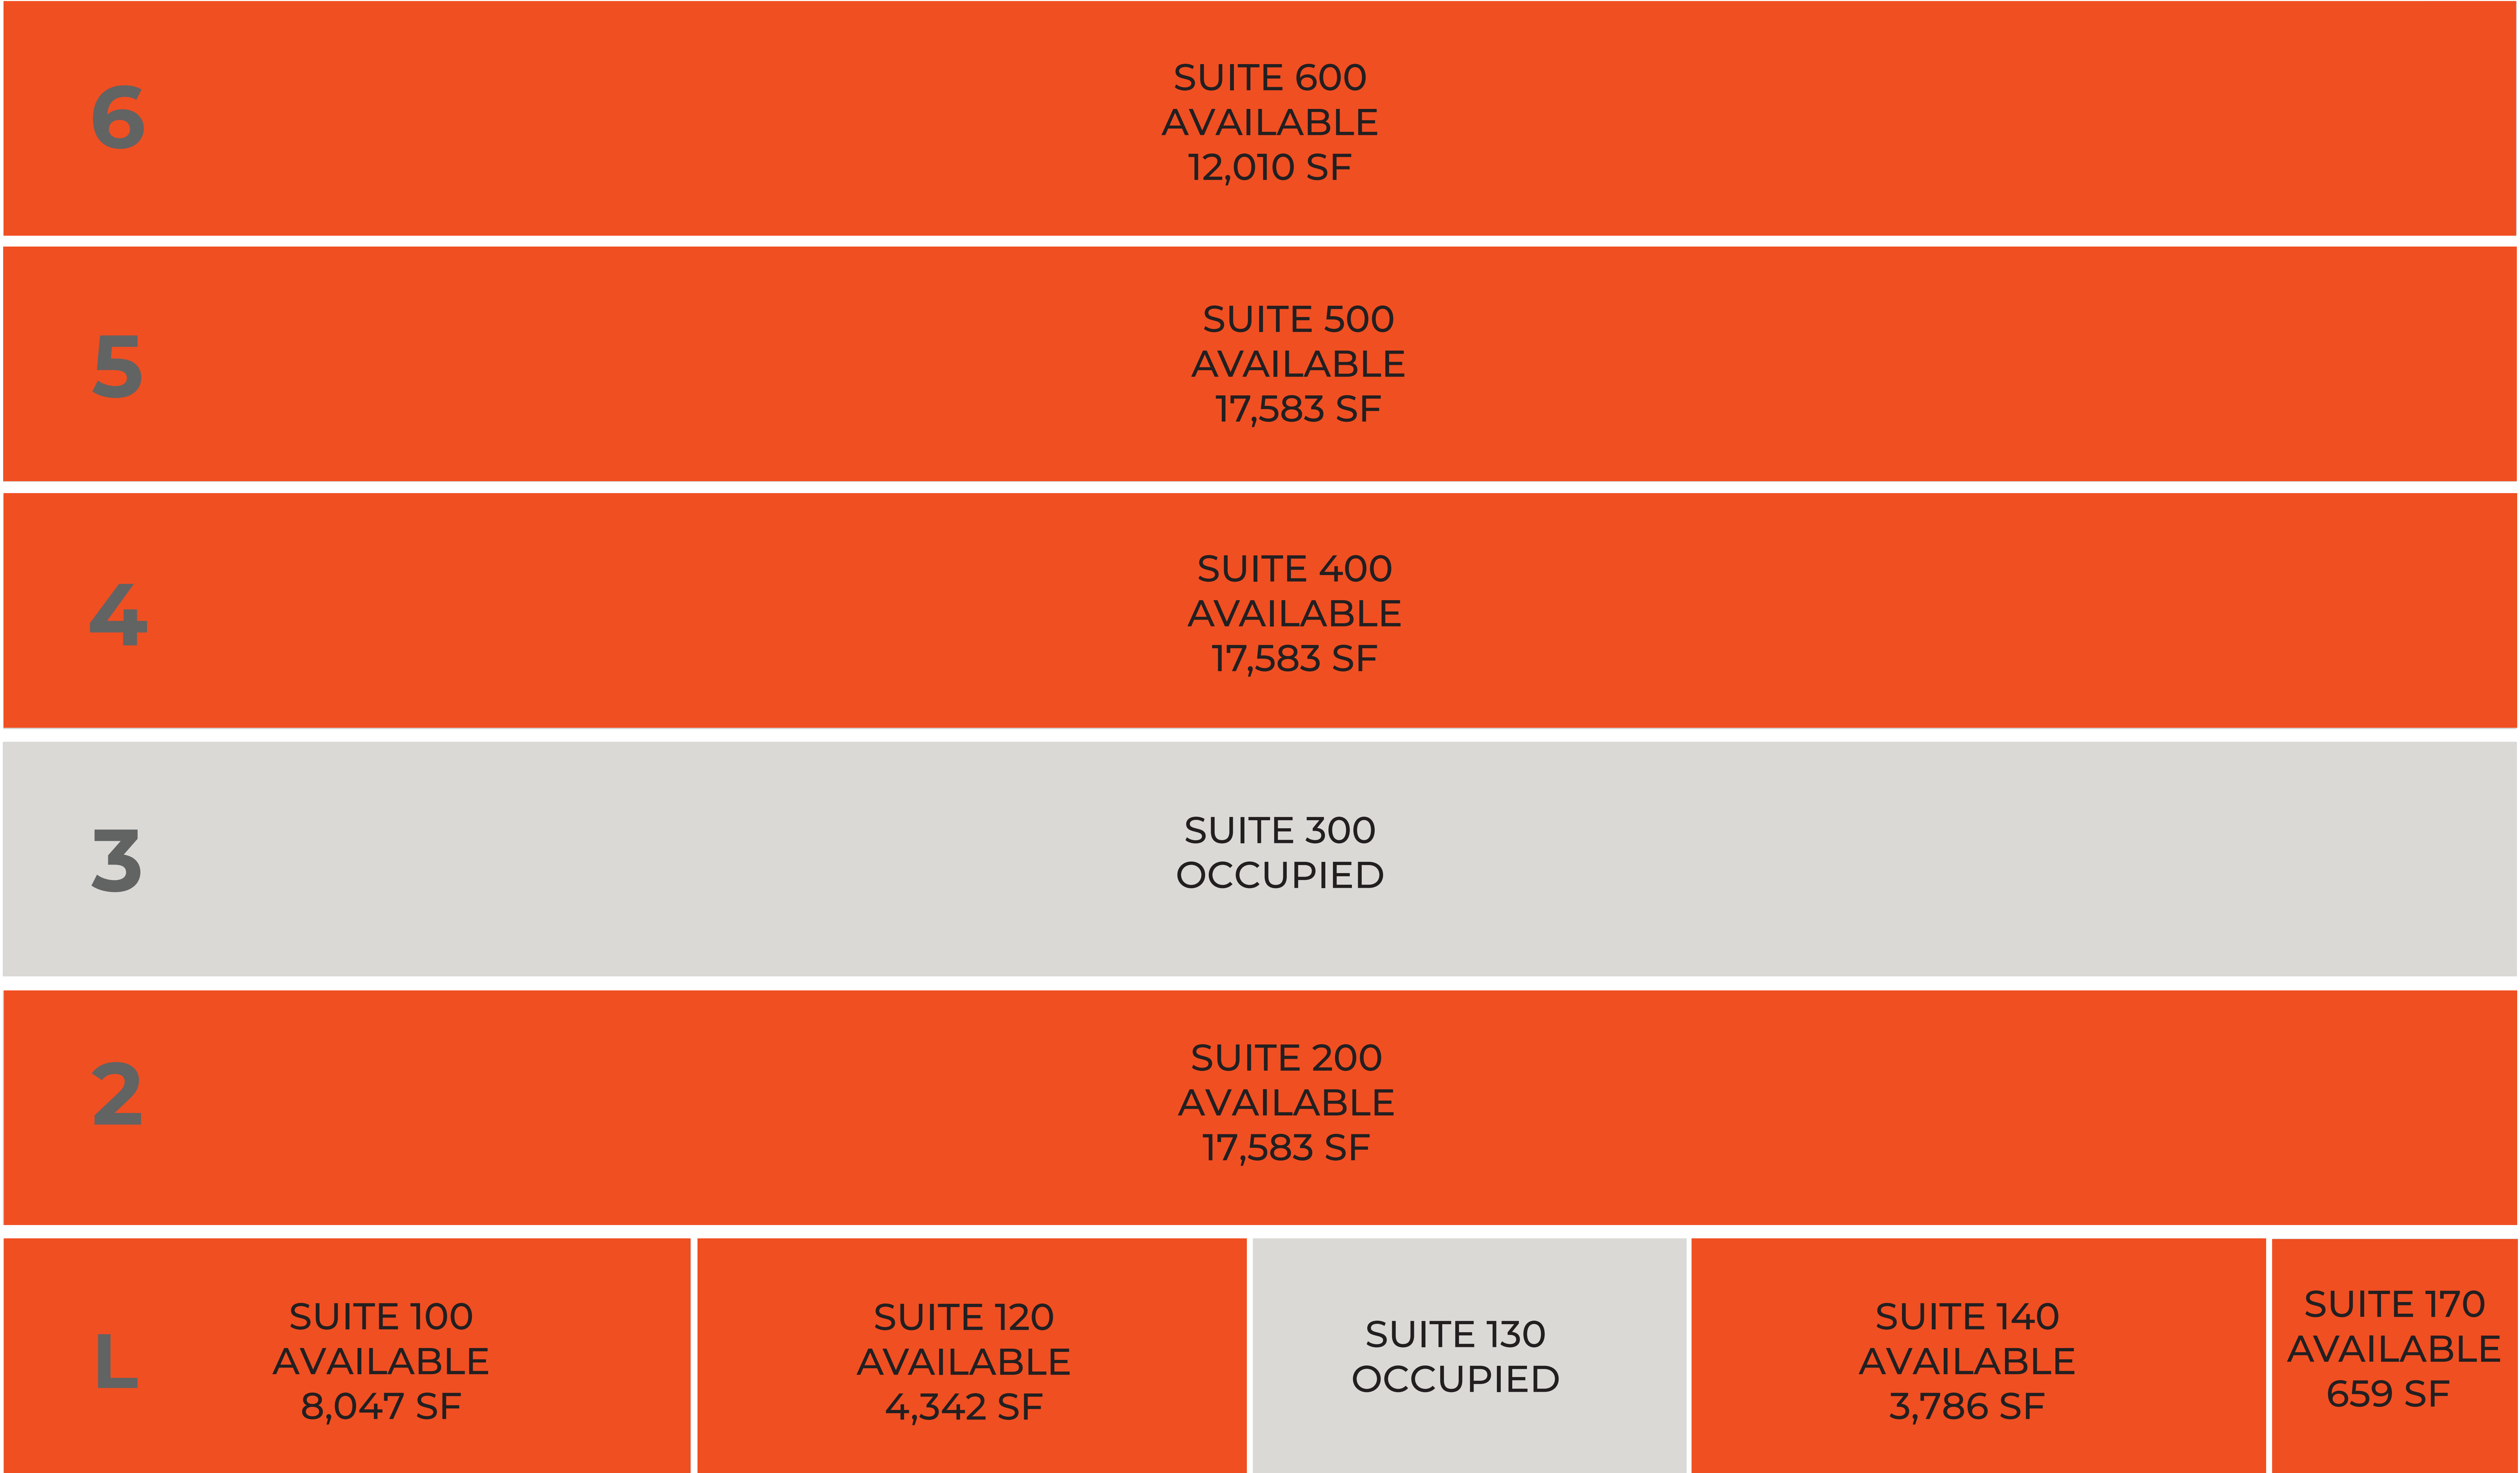 6
SUITE 600
AVAILABLE
12,010 SF
5
SUITE 500
AVAILABLE
17,583 SF
4
SUITE 400
AVAILABLE
17,583 SF
3
SUITE 300
OCCUPIED
2
SUITE 200
AVAILABLE
17,583 SF
L
SUITE 100
AVAILABLE
8,047 SF
SUITE 120
AVAILABLE
4,342 SF
SUITE 130
OCCUPIED
SUITE 140
AVAILABLE
3,786 SF
SUITE 170
AVAILABLE
659 SF